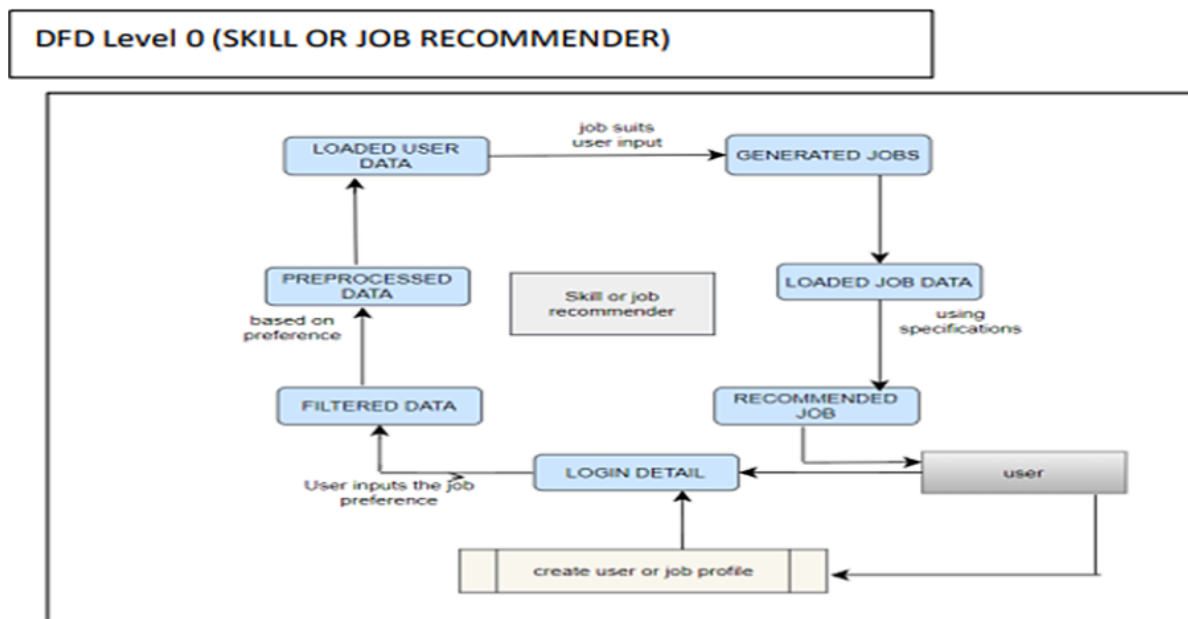 DFD Level 0 (SKILL OR JOB RECOMMENDER)
job suits
user input
LOADED USER
DATA
GENERATED JOBS
PREPROCESSED
DATA
Skill or job
recommender
LOADED JOB DATA
based on
preference
using
specifications
FILTERED DATA
RECOMMENDED
JOB
LOGIN DETAIL
user
User inputs the job
preference
create user or job profile